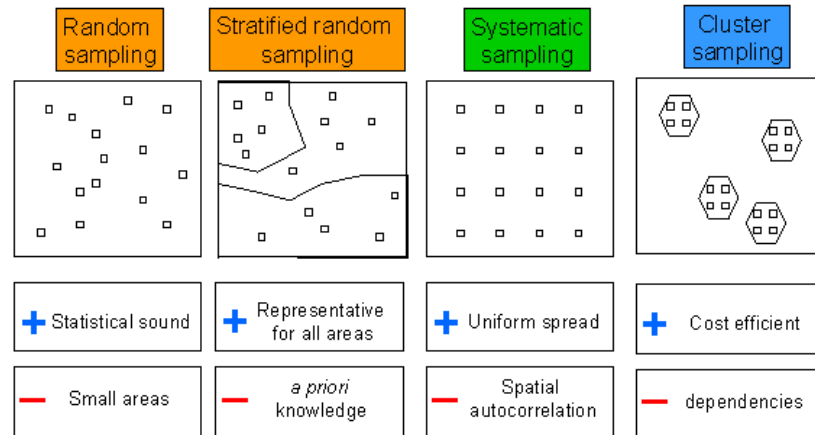 Random
sampling
Stratified random
sampling
Systematic
sampling
Cluster
sampling
Statistical sound
Representative
for all areas
Uniform spread
Cost efficient
Small areas
a priori
knowledge
Spatial
autocorrelation
dependencies